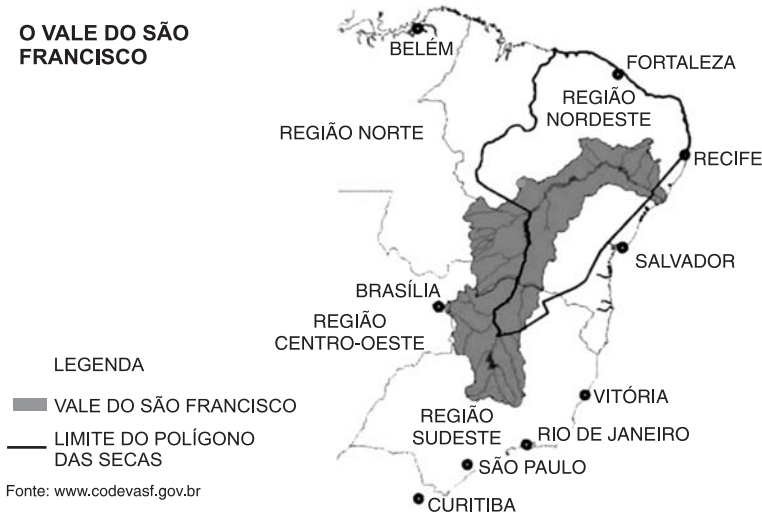 O VALE DO SÃO
FRANCISCO
BELÉM
FORTALEZA
REGIÃO
NORDESTE
REGIÃO NORTE
RECIFE
SALVADOR
BRASÍLIA
REGIÃO
CENTRO-OESTE
LEGENDA
VALE DO SÃO FRANCISCO
VITÓRIA
REGIÃO
SUDESTE
RIO DE JANEIRO
LIMITE DO POLÍGONO
DAS SECAS
SÃO PAULO
Fonte: www.codevasf.gov.br
CURITIBA